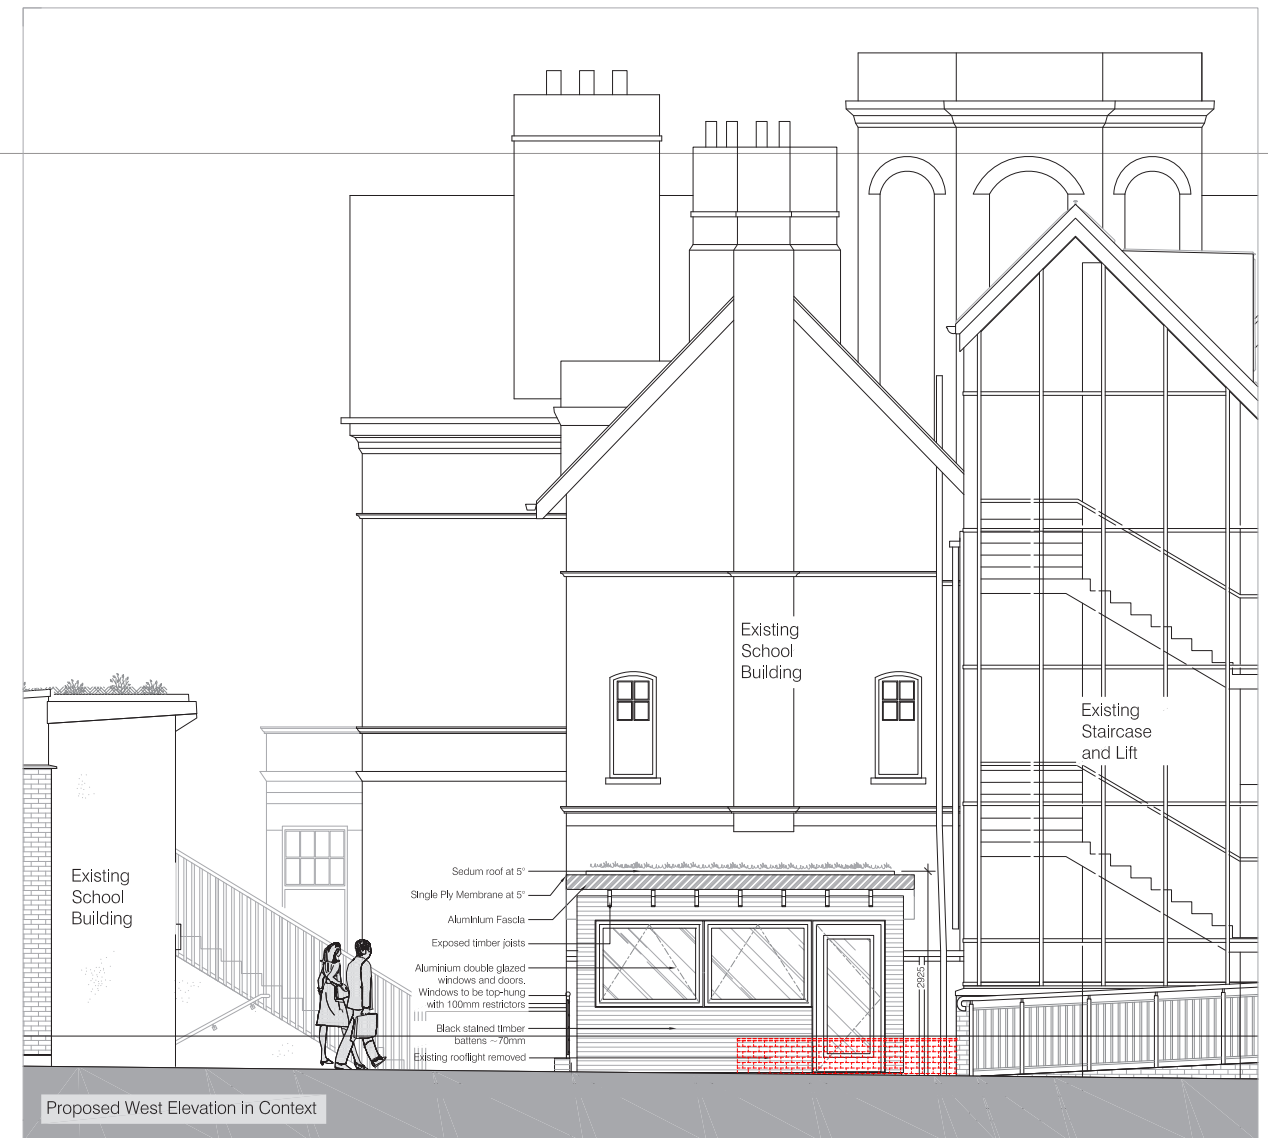 Existing
School
Building
Existing
Staircase
and Lift
Existing
School
Building
Sedum roof at 5°
Single Ply Membrane at 5°
Aluminium Fascia
Exposed timber joists
Aluminium double glazed
windows and doors.
Windows to be top-hung
with 100mm restrictors
Black stained timber
battens ~70mm
Existing rooflight removed
2925
Proposed West Elevation in Context